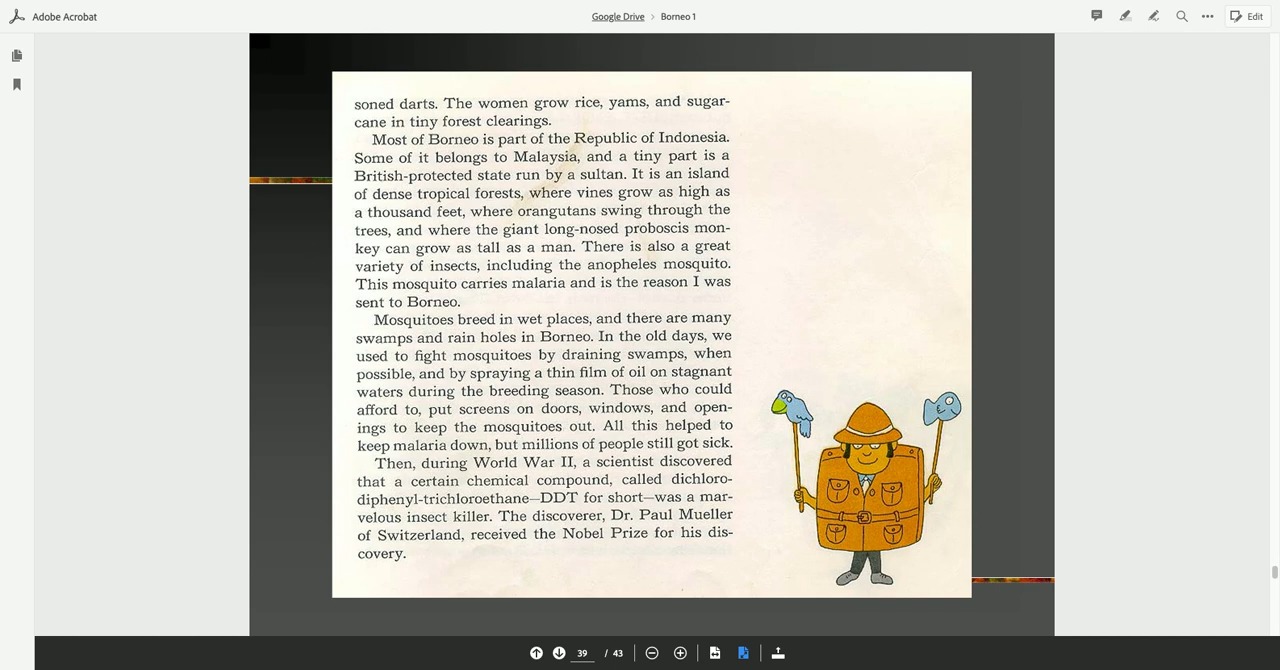 Adobe Acrobat
Google Drive > Borneo 1
Edit
soned darts. The women grow rice, yams, and sugar-
cane in tiny forest clearings.
Most of Borneo is part of the Republic of Indonesia.
Some of it belongs to Malaysia, and a tiny part is a
British-protected state run by a sultan. It is an island
of dense tropical forests, where vines grow as high as
a thousand feet, where orangutans swing through the
trees, and where the giant long-nosed proboscis mon-
key can grow as tall as a man. There is also a great
variety of insects, including the anopheles mosquito.
This mosquito carries malaria and is the reason I was
sent to Borneo.
Mosquitoes breed in wet places, and there are many
swamps and rain holes in Borneo. In the old days, we
used to fight mosquitoes by draining swamps, when
possible, and by spraying a thin film of oil on stagnant
waters during the breeding season. Those who could
afford to, put screens on doors, windows, and open-
ings to keep the mosquitoes out. All this helped to
keep malaria down, but millions of people still got sick.
Then, during World War II, a scientist discovered
that a certain chemical compound, called dichloro-
diphenyl-trichloroethane—DDT for short—was a mar-
velous insect killer. The discoverer, Dr. Paul Mueller
of Switzerland, received the Nobel Prize for his dis-
covery.
39 / 43